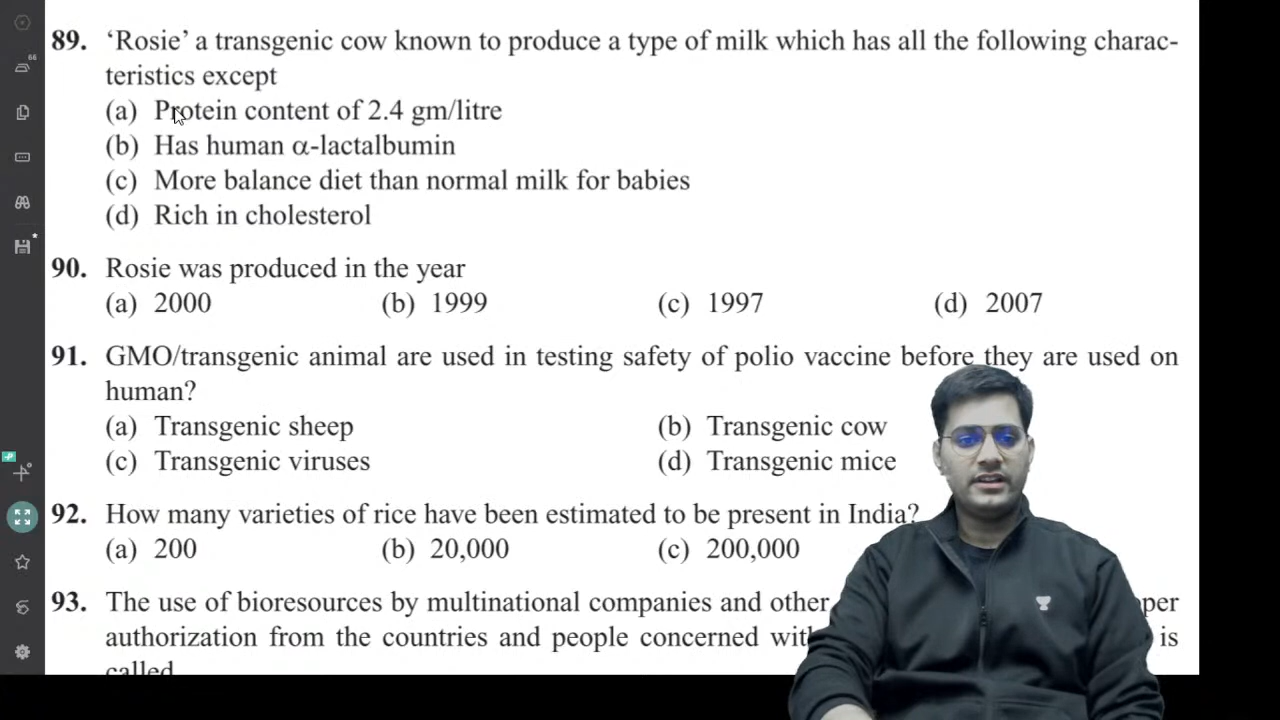 89. ‘Rosie’ a transgenic cow known to produce a type of milk which has all the following charac-
teristics except
(a) Protein content of 2.4 gm/litre
(b) Has human α-lactalbumin
(c) More balance diet than normal milk for babies
(d) Rich in cholesterol
90. Rosie was produced in the year
(a) 2000 (b) 1999 (c) 1997 (d) 2007
91. GMO/transgenic animal are used in testing safety of polio vaccine before they are used on
human?
(a) Transgenic sheep (b) Transgenic cow
(c) Transgenic viruses (d) Transgenic mice
92. How many varieties of rice have been estimated to be present in India?
(a) 200 (b) 20,000 (c) 200,000
93. The use of bioresources by multinational companies and other
authorization from the countries and people concerned is
called